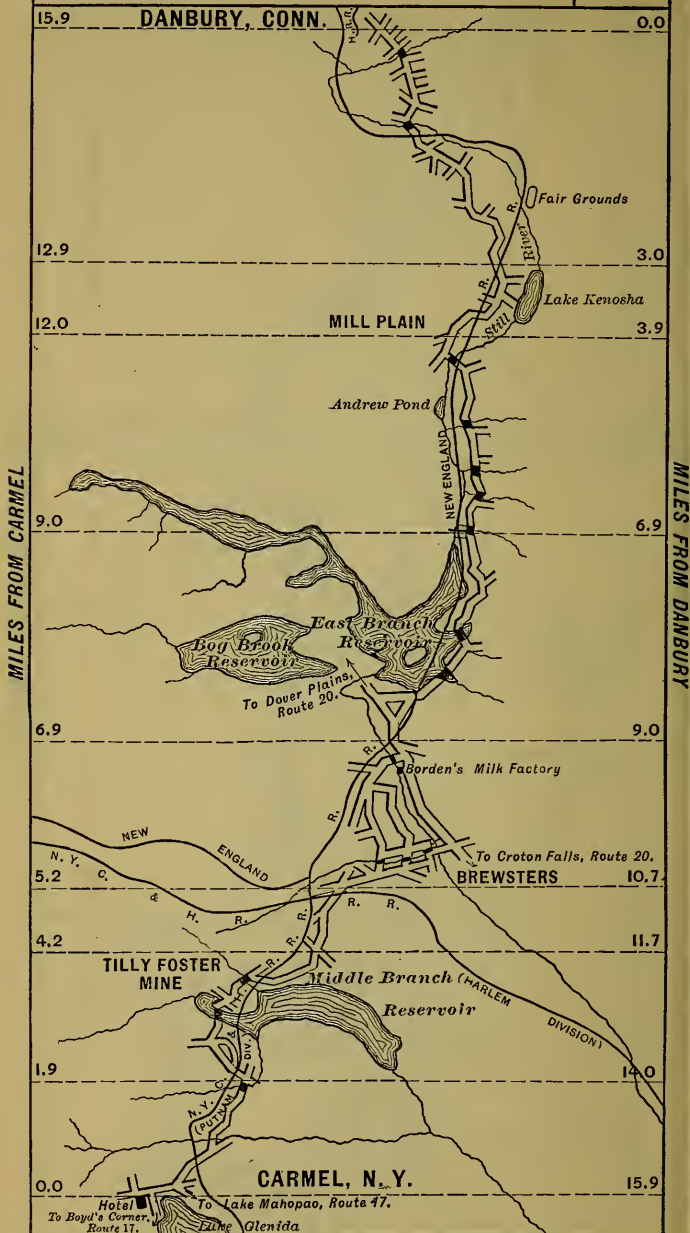 15.9 DANBURY, CONN. H. R.R. 0.0
Fair Grounds
R.
River
12.9 3.0
R.
Lake Kenosha
Still
MILL PLAIN
12.0 3.9
Andrew Pond
NEW ENGLAND
MILES FROM CARMEL
MILES FROM DANBURY
9.0 6.9
East Branch
Reservoir
Bog Brook
Reservoir
To Dover Plains,
Route 20.
6.9 9.0
R.
Borden's Milk Factory
R.
NEW ENGLAND
N. Y. C. & H. R. R. R.
To Croton Falls, Route 20.
BREWSTERS
5.2 10.7
R.
R.
4.2 11.7
R.
TILLY FOSTER
MINE
H.
Middle Branch
Reservoir
(HARLEM
DIVISION)
&
DIV.)
1.9 14.0
C.
N. Y.
(PUTNAM
CARMEL, N. Y.
0.0 15.9
Hotel
To Lake Mahopao, Route 47.
To Boyd's Corner,
Route 17.
Lake Glenida